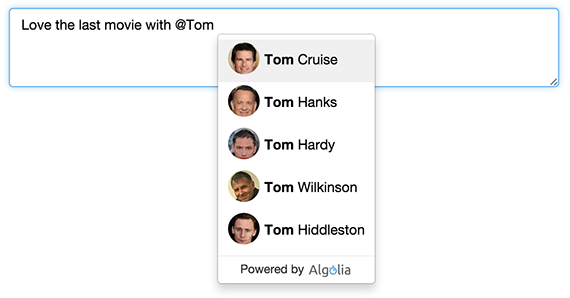 Love the last movie with @Tom
Tom Cruise
Tom Hanks
Tom Hardy
Tom Wilkinson
Tom Hiddleston
Powered by Algolia